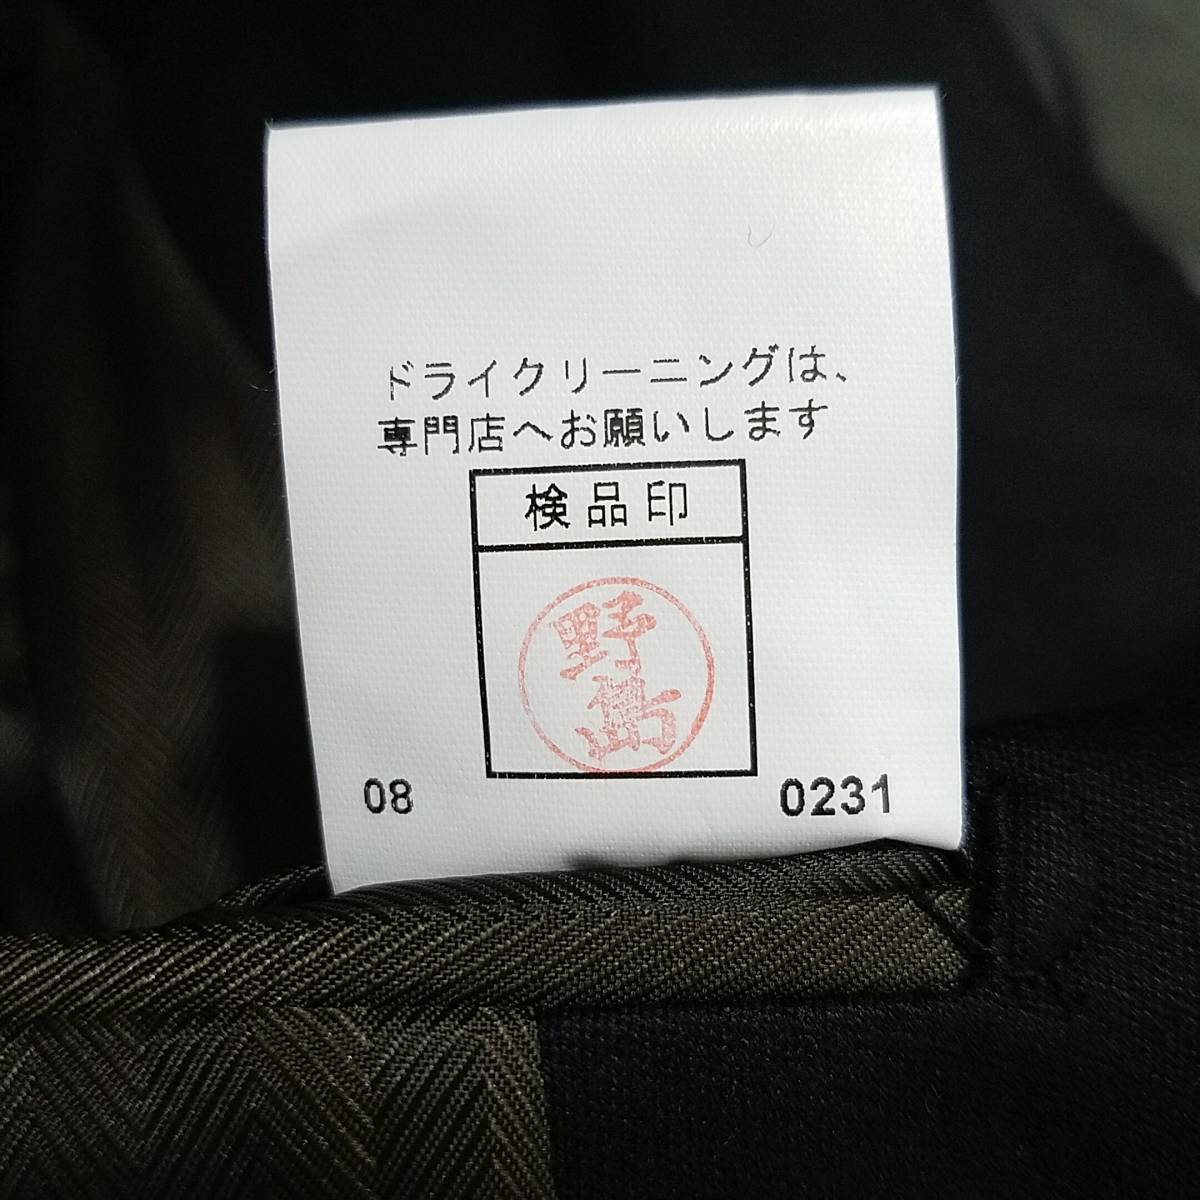 ドライクリーニングは、
専門店へお願いします
検品印
野島
08
0231